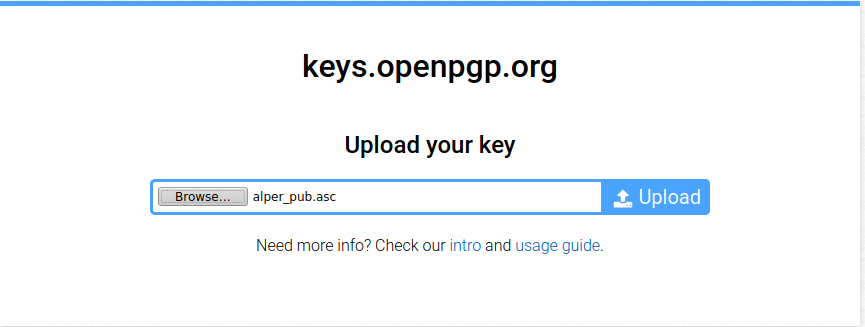 keys.openpgp.org
Upload your key
Browse... alper_pub.asc Upload
Need more info? Check our intro and usage guide.